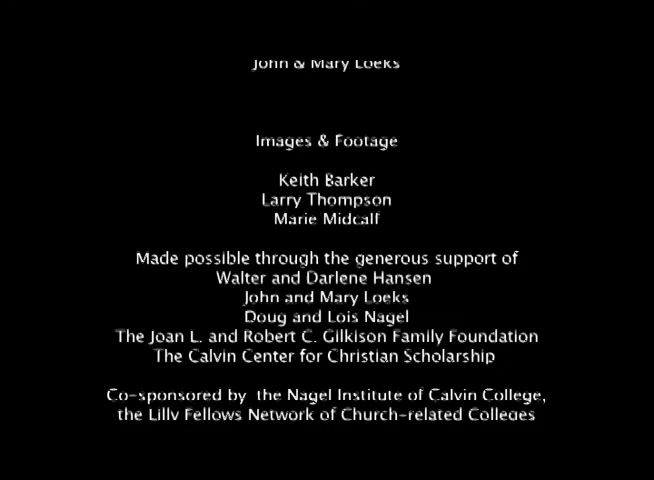 John & Mary Loeks
Images & Footage
Keith Barker
Larry Thompson
Marie Midcalf
Made possible through the generous support of
Walter and Darlene Hansen
John and Mary Loeks
Doug and Lois Nagel
The Joan L. and Robert C. Gilkison Family Foundation
The Calvin Center for Christian Scholarship
Co-sponsored by the Nagel Institute of Calvin College,
the Lilly Fellows Network of Church-related Colleges